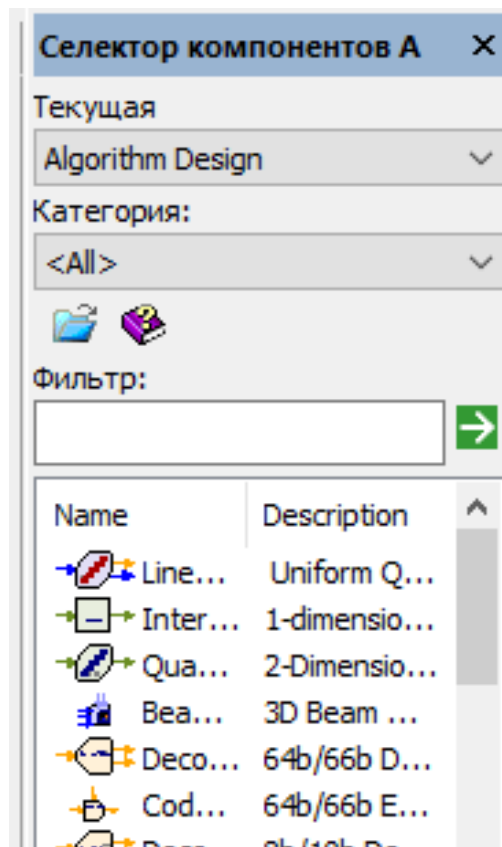 Селектор компонентов A
Текущая
Algorithm Design
Категория:
<All>
Фильтр:
Name Description
Line... Uniform Q...
Inter... 1-dimensio...
Qua... 2-Dimensio...
Bea... 3D Beam ...
Deco... 64b/66b D...
Cod... 64b/66b E...